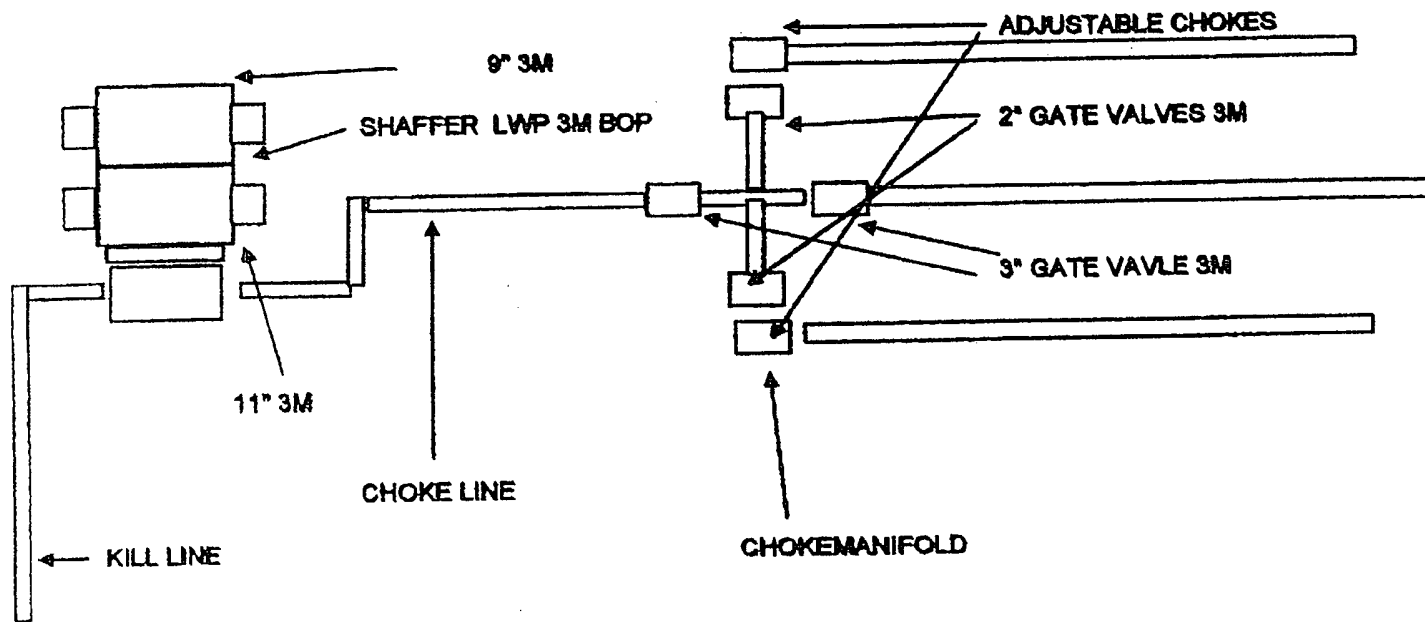 ADJUSTABLE CHOKES
9" 3M
SHAFFER LWP 3M BOP
2" GATE VALVES 3M
3" GATE VAVLE 3M
11" 3M
CHOKE LINE
CHOKEMANIFOLD
KILL LINE